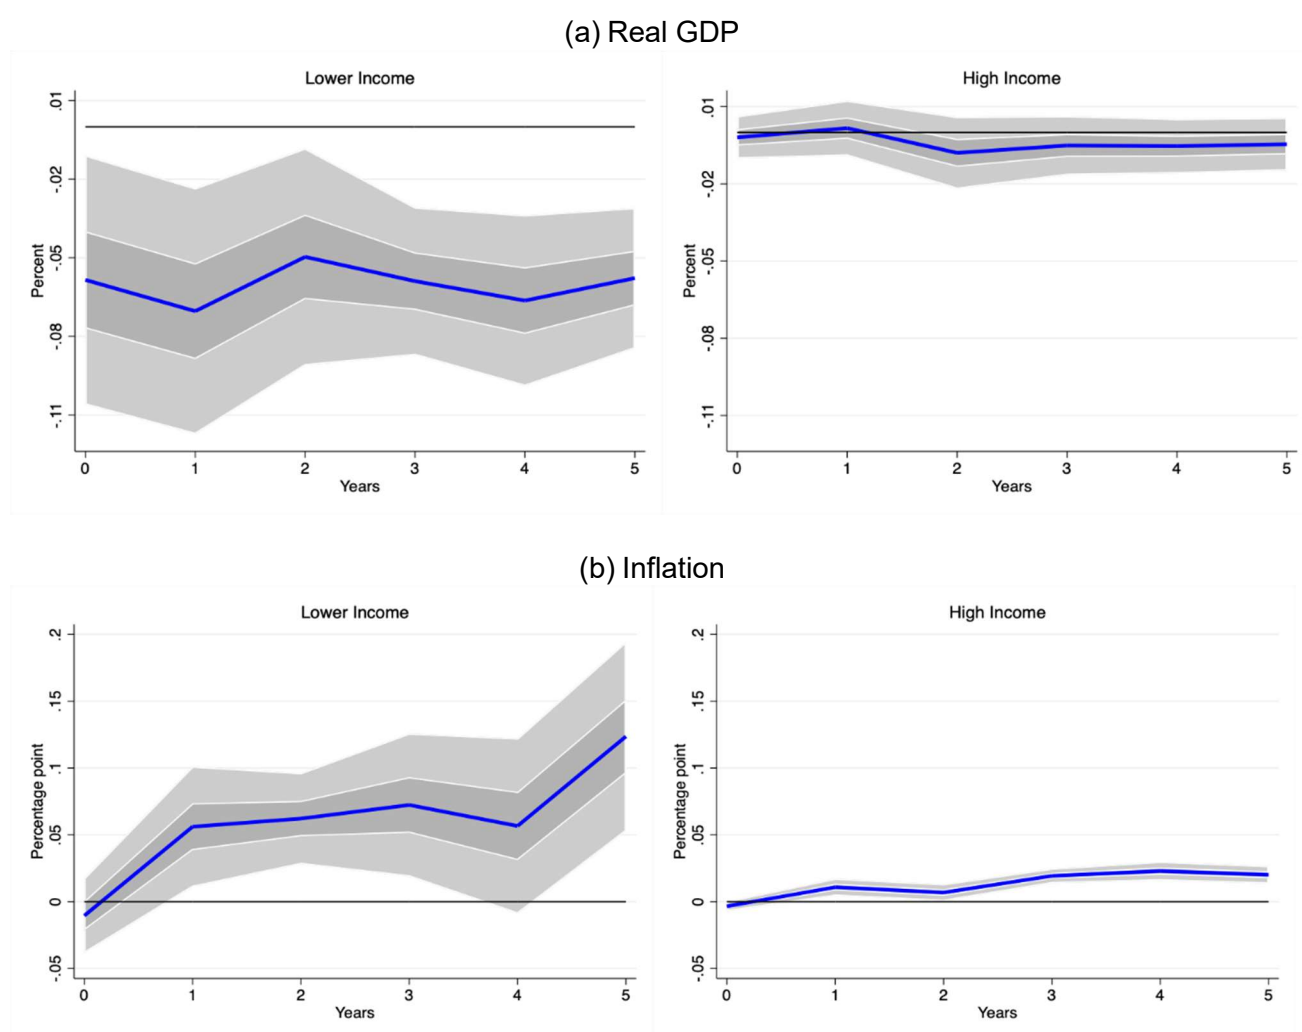 (a) Real GDP
Lower Income
High Income
Percent
.01
-.02
-.05
-.08
-.11
0 1 2 3 4 5
Years
Percent
.01
-.02
-.05
-.08
-.11
0 1 2 3 4 5
Years
(b) Inflation
Lower Income
High Income
Percentage point
.2
.15
.1
.05
0
-.05
0 1 2 3 4 5
Years
Percentage point
.2
.15
.1
.05
0
-.05
0 1 2 3 4 5
Years